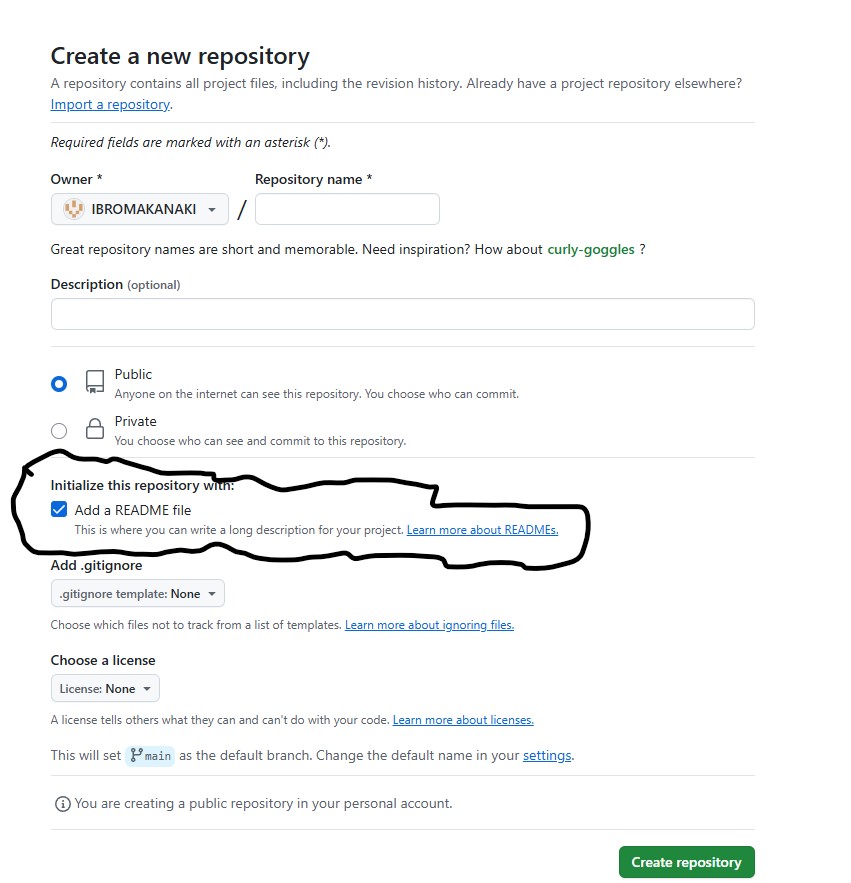 Create a new repository
A repository contains all project files, including the revision history. Already have a project repository elsewhere?
Import a repository.
Required fields are marked with an asterisk (*).
Owner * Repository name *
IBROMAKANAKI /
Great repository names are short and memorable. Need inspiration? How about curly-goggles ?
Description (optional)
Public
Anyone on the internet can see this repository. You choose who can commit.
Private
You choose who can see and commit to this repository.
Initialize this repository with:
Add a README file
This is where you can write a long description for your project. Learn more about READMEs.
Add .gitignore
.gitignore template: None
Choose which files not to track from a list of templates. Learn more about ignoring files.
Choose a license
License: None
A license tells others what they can and can't do with your code. Learn more about licenses.
This will set main as the default branch. Change the default name in your settings.
You are creating a public repository in your personal account.
Create repository